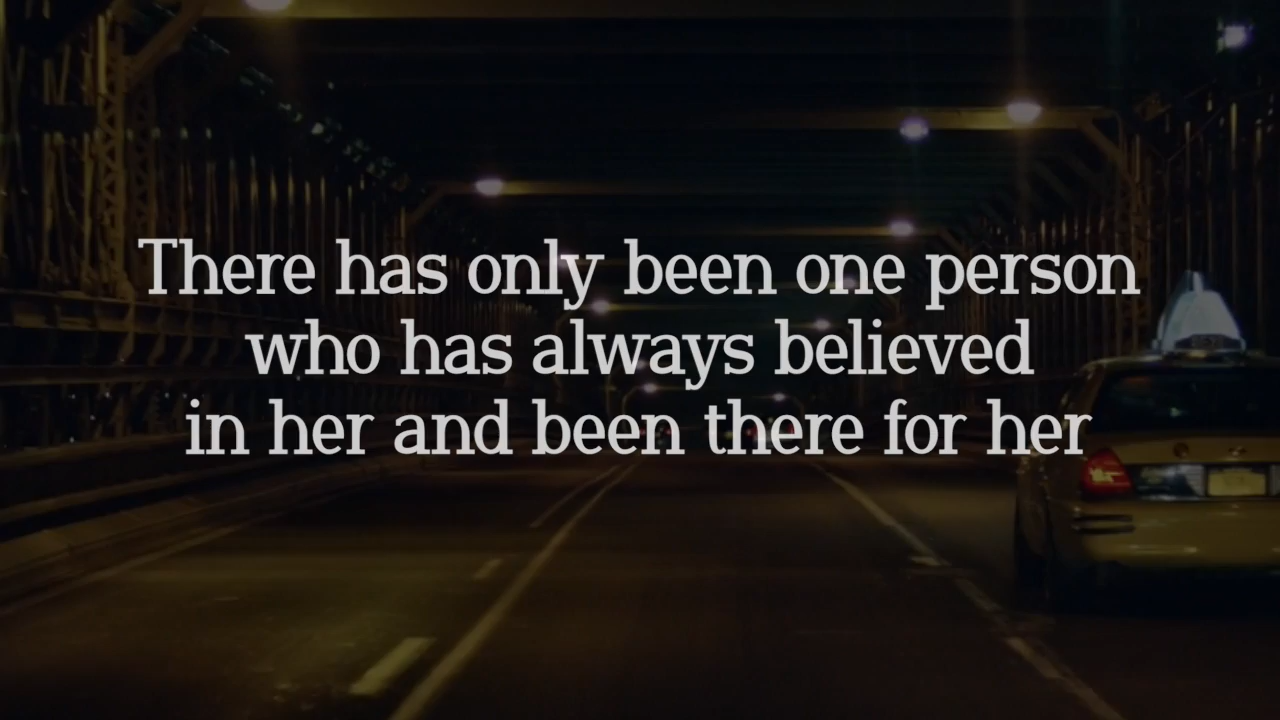 There has only been one person
who has always believed
in her and been there for her